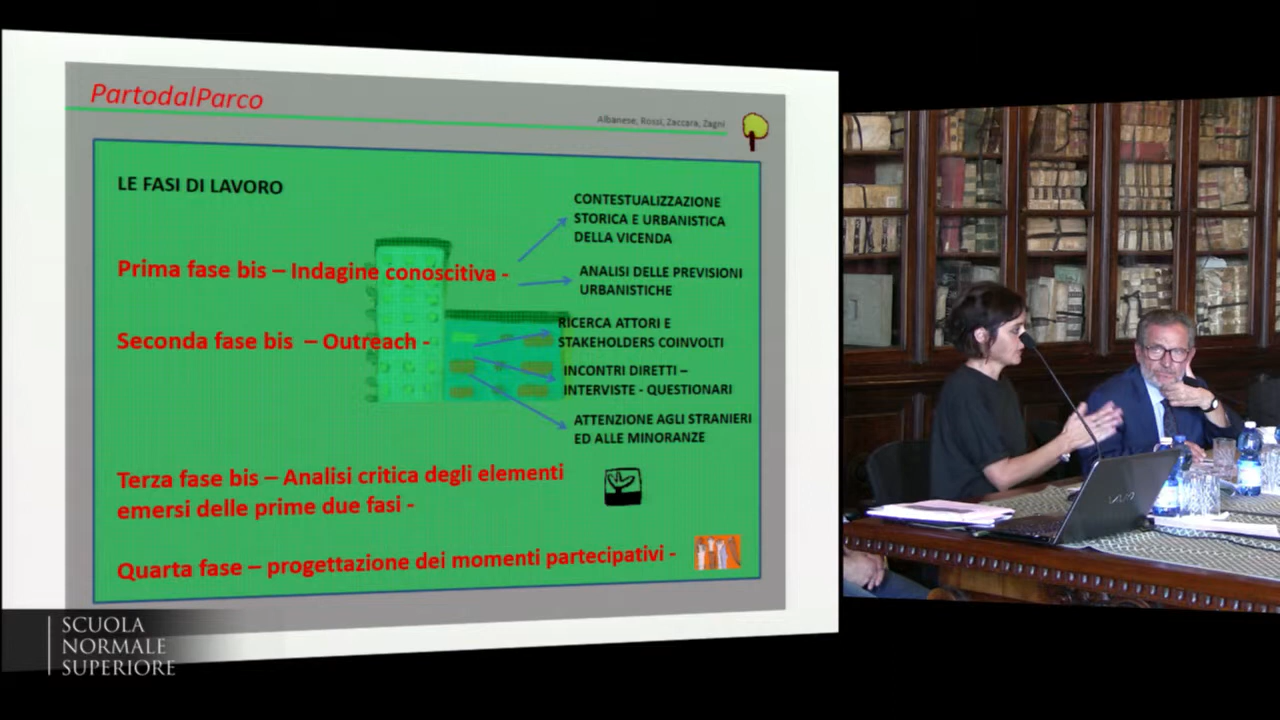 PartodalParco
Albanese, Rossi, Zaccara, Zagni
LE FASI DI LAVORO
Prima fase bis – Indagine conoscitiva -
CONTESTUALIZZAZIONE
STORICA E URBANISTICA
DELLA VICENDA
ANALISI DELLE PREVISIONI
URBANISTICHE
Seconda fase bis – Outreach -
RICERCA ATTORI E
STAKEHOLDERS COINVOLTI
INCONTRI DIRETTI –
INTERVISTE - QUESTIONARI
ATTENZIONE AGLI STRANIERI
ED ALLE MINORANZE
Terza fase bis – Analisi critica degli elementi
emersi delle prime due fasi -
Quarta fase – progettazione dei momenti partecipativi -
SCUOLA
NORMALE
SUPERIORE
VAIO